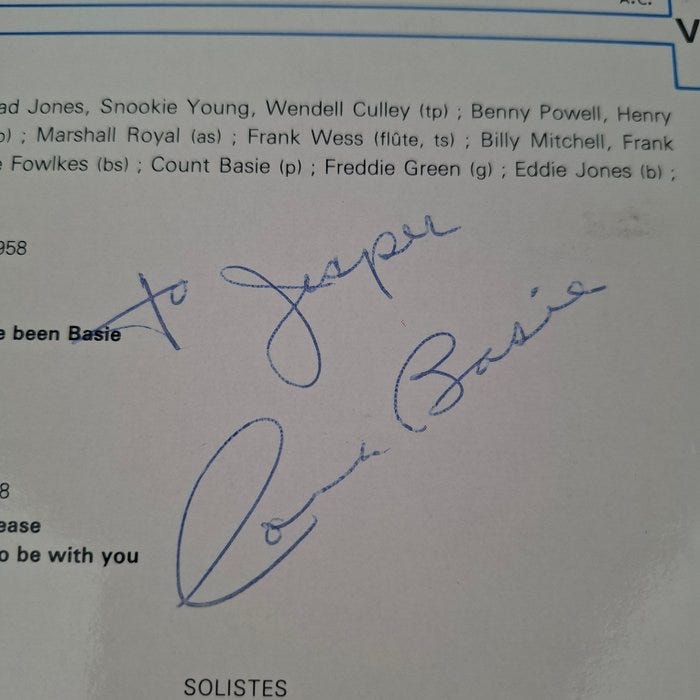 A.C.
V
ad Jones, Snookie Young, Wendell Culley (tp) ; Benny Powell, Henry
o) ; Marshall Royal (as) ; Frank Wess (flûte, ts) ; Billy Mitchell, Frank
e Fowlkes (bs) ; Count Basie (p) ; Freddie Green (g) ; Eddie Jones (b) ;
958
To Jesper
e been Basie
Count Basie
8
ease
o be with you
SOLISTES